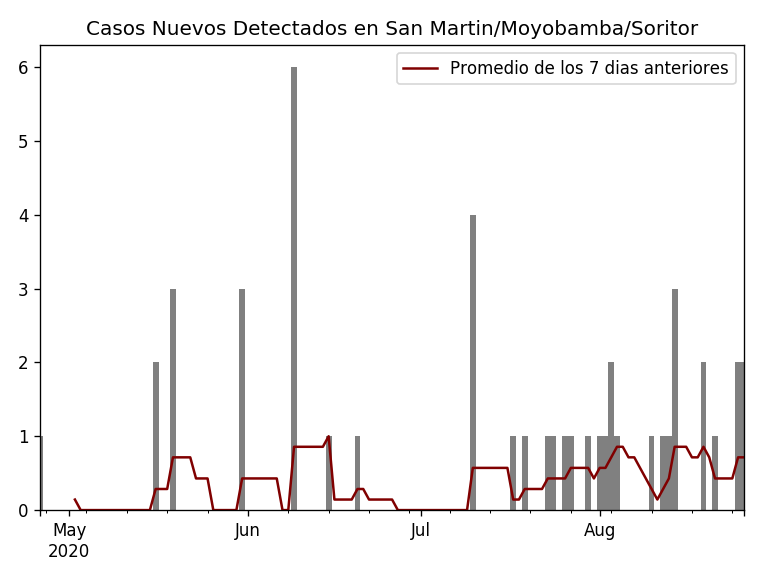 Casos Nuevos Detectados en San Martin/Moyobamba/Soritor
Promedio de los 7 dias anteriores
6
5
4
3
2
1
0
May Jun Jul Aug
2020